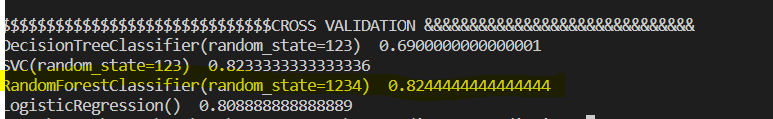 $$$$$$$$$$$$$$$$$$$$$$$$$$$$$$CROSS VALIDATION &&&&&&&&&&&&&&&&&&&&&&&&&&&&&&
DecisionTreeClassifier(random_state=123)  0.6900000000000001
SVC(random_state=123)  0.8233333333333336
RandomForestClassifier(random_state=1234)  0.8244444444444444
LogisticRegression()  0.808888888888889